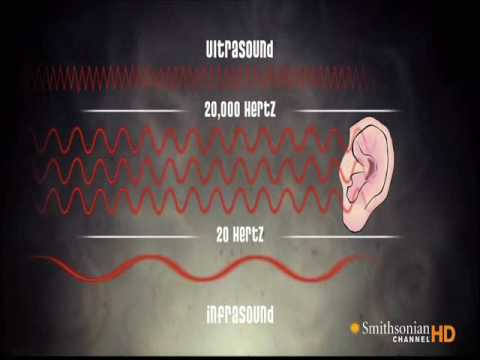 ultrasound
20,000 Hertz
20 Hertz
infrasound
Smithsonian
CHANNEL HD